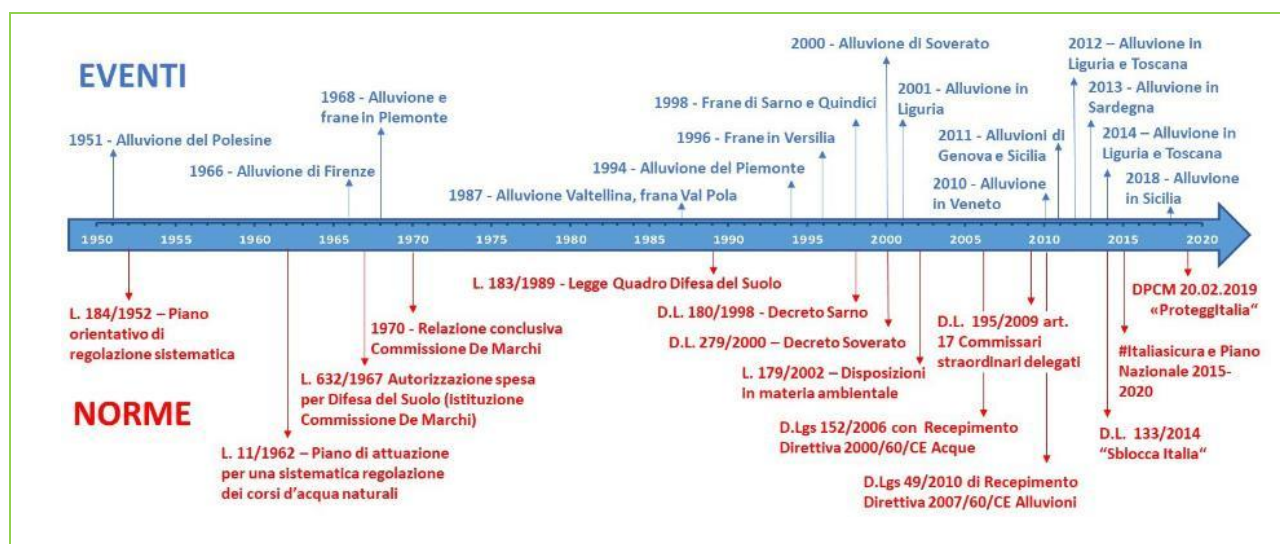 EVENTI
1951 - Alluvione del Polesine
1966 - Alluvione di Firenze
1968 - Alluvione e
frane in Piemonte
1987 - Alluvione Valtellina, frana Val Pola
1994 - Alluvione del Piemonte
1996 - Frane in Versilia
1998 - Frane di Sarno e Quindici
2000 - Alluvione di Soverato
2001 - Alluvione in
Liguria
2011 - Alluvioni di
Genova e Sicilia
2010 - Alluvione
in Veneto
2012 – Alluvione in
Liguria e Toscana
2013 - Alluvione in
Sardegna
2014 – Alluvione in
Liguria e Toscana
2018 - Alluvione
in Sicilia
1950 1955 1960 1965 1970 1975 1980 1985 1990 1995 2000 2005 2010 2015 2020
L. 184/1952 – Piano
orientativo di
regolazione sistematica
NORME
L. 11/1962 – Piano di attuazione
per una sistematica regolazione
dei corsi d'acqua naturali
L. 632/1967 Autorizzazione spesa
per Difesa del Suolo (Istituzione
Commissione De Marchi)
1970 - Relazione conclusiva
Commissione De Marchi
L. 183/1989 - Legge Quadro Difesa del Suolo
D.L. 180/1998 - Decreto Sarno
D.L. 279/2000 – Decreto Soverato
L. 179/2002 – Disposizioni
in materia ambientale
D.Lgs 152/2006 con Recepimento
Direttiva 2000/60/CE Acque
D.L. 195/2009 art.
17 Commissari
straordinari delegati
D.Lgs 49/2010 di Recepimento
Direttiva 2007/60/CE Alluvioni
D.L. 133/2014
"Sblocca Italia"
#Italiasicura e Piano
Nazionale 2015-
2020
DPCM 20.02.2019
«ProteggItalia"